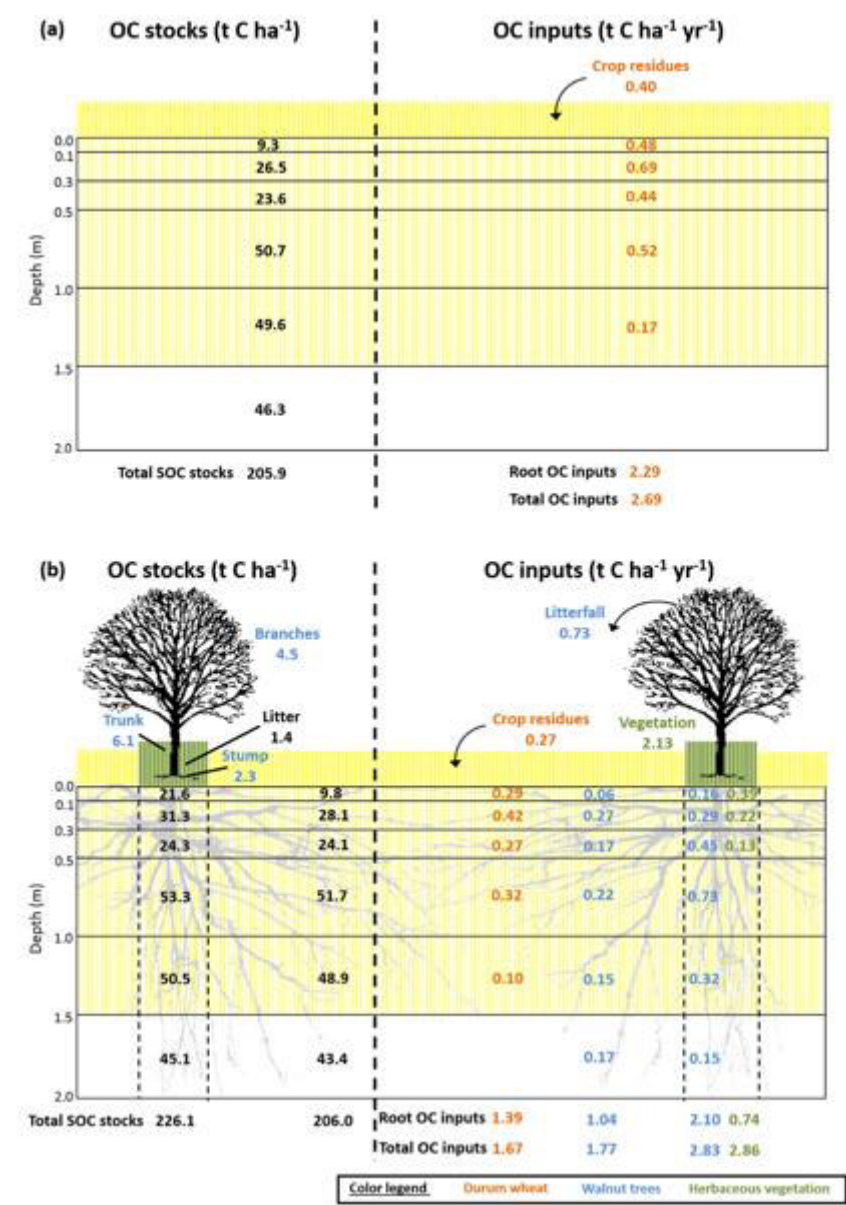 (a) OC stocks (t C ha-1) OC inputs (t C ha-1 yr-1)
Crop residues
0.40
0.0
9.3 0.48
0.1
26.5 0.69
0.3
23.6 0.44
0.5
50.7 0.52
Depth (m)
1.0
49.6 0.17
1.5
46.3
2.0
Total SOC stocks 205.9 Root OC inputs 2.29
Total OC inputs 2.69
(b) OC stocks (t C ha-1) OC inputs (t C ha-1 yr-1)
Branches
4.5
Litterfall
0.73
Trunk
6.1
Litter
1.4
Stump
2.3
Crop residues
0.27
Vegetation
2.13
0.0
21.6 9.8 0.29 0.06 0.16 0.39
0.1
31.3 28.1 0.42 0.27 0.29 0.22
0.3
24.3 24.1 0.27 0.17 0.45 0.13
0.5
53.3 51.7 0.32 0.22 0.73
Depth (m)
1.0
50.5 48.9 0.10 0.15 0.32
1.5
45.1 43.4 0.17 0.15
2.0
Total SOC stocks 226.1 206.0 Root OC inputs 1.39 1.04 2.10 0.74
Total OC inputs 1.67 1.77 2.83 2.86
Color legend Durum wheat Walnut trees Herbaceous vegetation